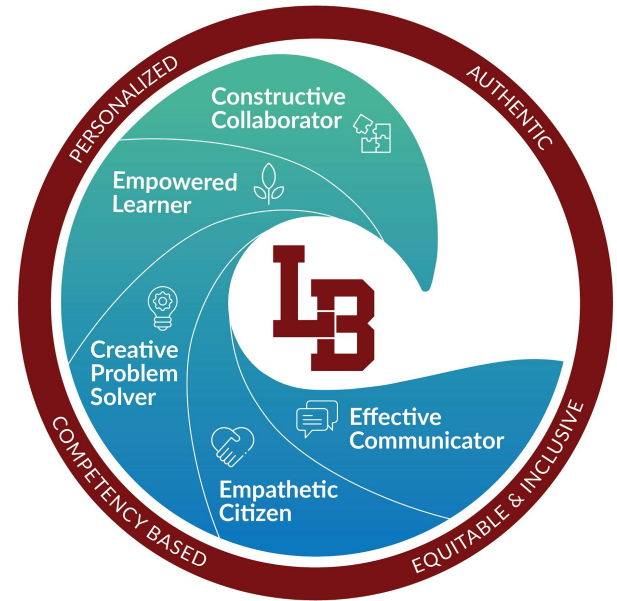 PERSONALIZED
AUTHENTIC
Constructive
Collaborator
Empowered
Learner
LB
Creative
Problem
Solver
Effective
Communicator
Empathetic
Citizen
COMPETENCY BASED
EQUITABLE & INCLUSIVE